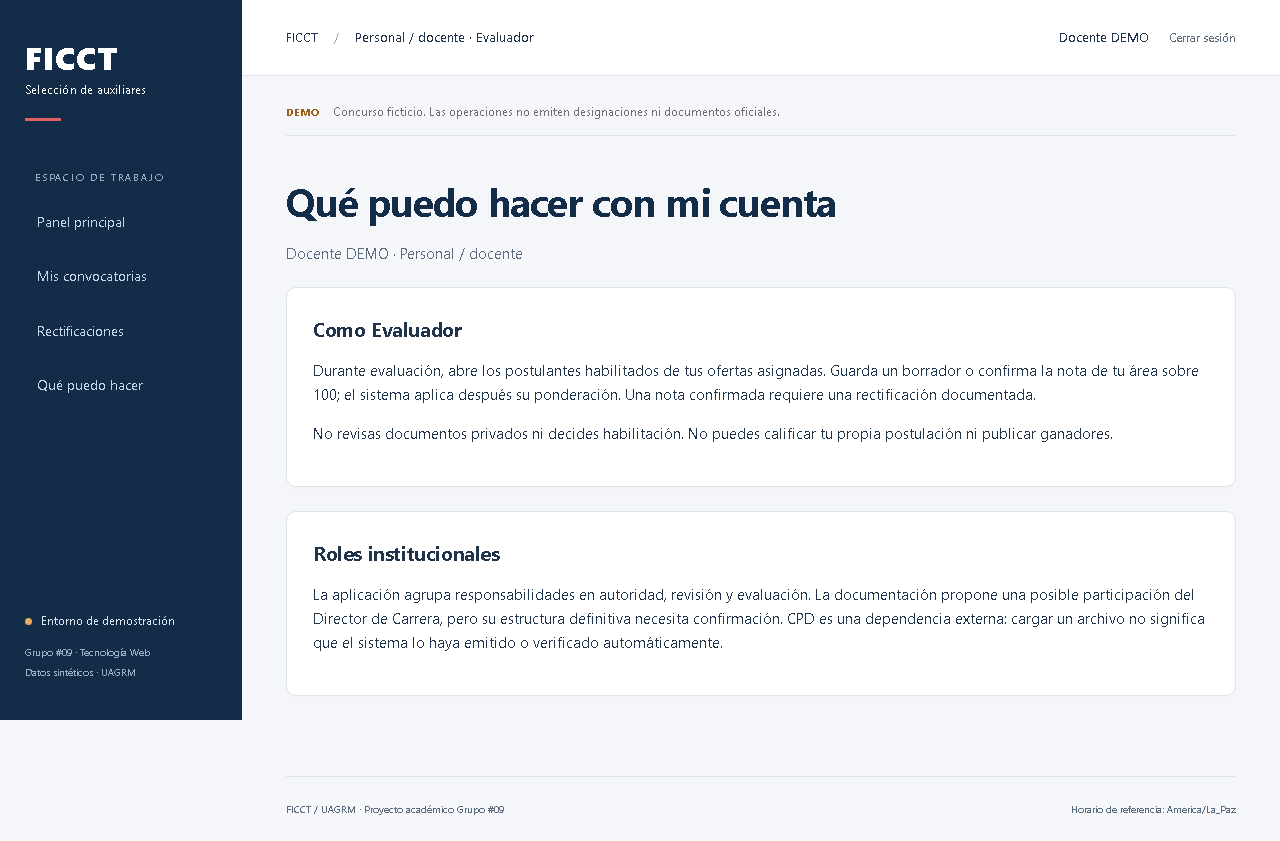 FICCT
Selección de auxiliares
ESPACIO DE TRABAJO
Panel principal
Mis convocatorias
Rectificaciones
Qué puedo hacer
Entorno de demostración
Grupo #09 · Tecnología Web
Datos sintéticos · UAGRM
FICCT / Personal / docente · Evaluador
Docente DEMO Cerrar sesión
DEMO Concurso ficticio. Las operaciones no emiten designaciones ni documentos oficiales.
Qué puedo hacer con mi cuenta
Docente DEMO · Personal / docente
Como Evaluador
Durante evaluación, abre los postulantes habilitados de tus ofertas asignadas. Guarda un borrador o confirma la nota de tu área sobre
100; el sistema aplica después su ponderación. Una nota confirmada requiere una rectificación documentada.
No revisas documentos privados ni decides habilitación. No puedes calificar tu propia postulación ni publicar ganadores.
Roles institucionales
La aplicación agrupa responsabilidades en autoridad, revisión y evaluación. La documentación propone una posible participación del
Director de Carrera, pero su estructura definitiva necesita confirmación. CPD es una dependencia externa: cargar un archivo no significa
que el sistema lo haya emitido o verificado automáticamente.
FICCT / UAGRM · Proyecto académico Grupo #09
Horario de referencia: America/La_Paz